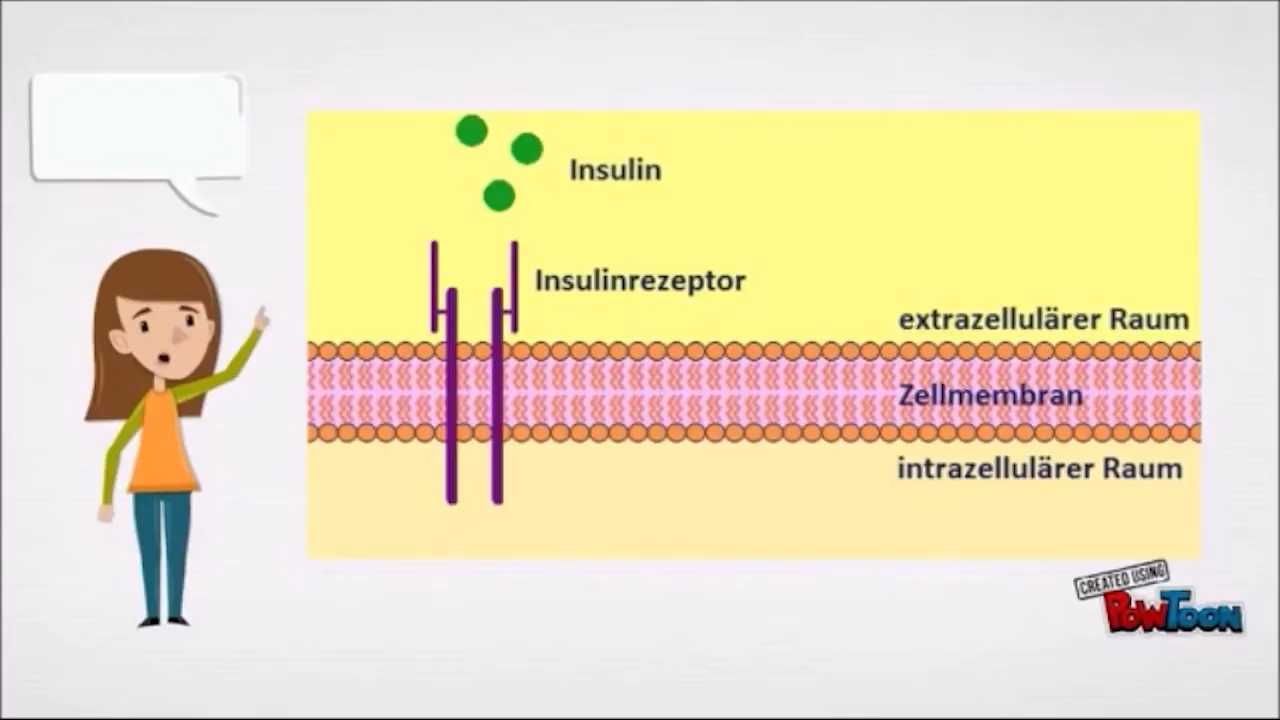 Insulin
Insulinrezeptor
extrazellulärer Raum
Zellmembran
intrazellulärer Raum
CREATED USING
POWTOON